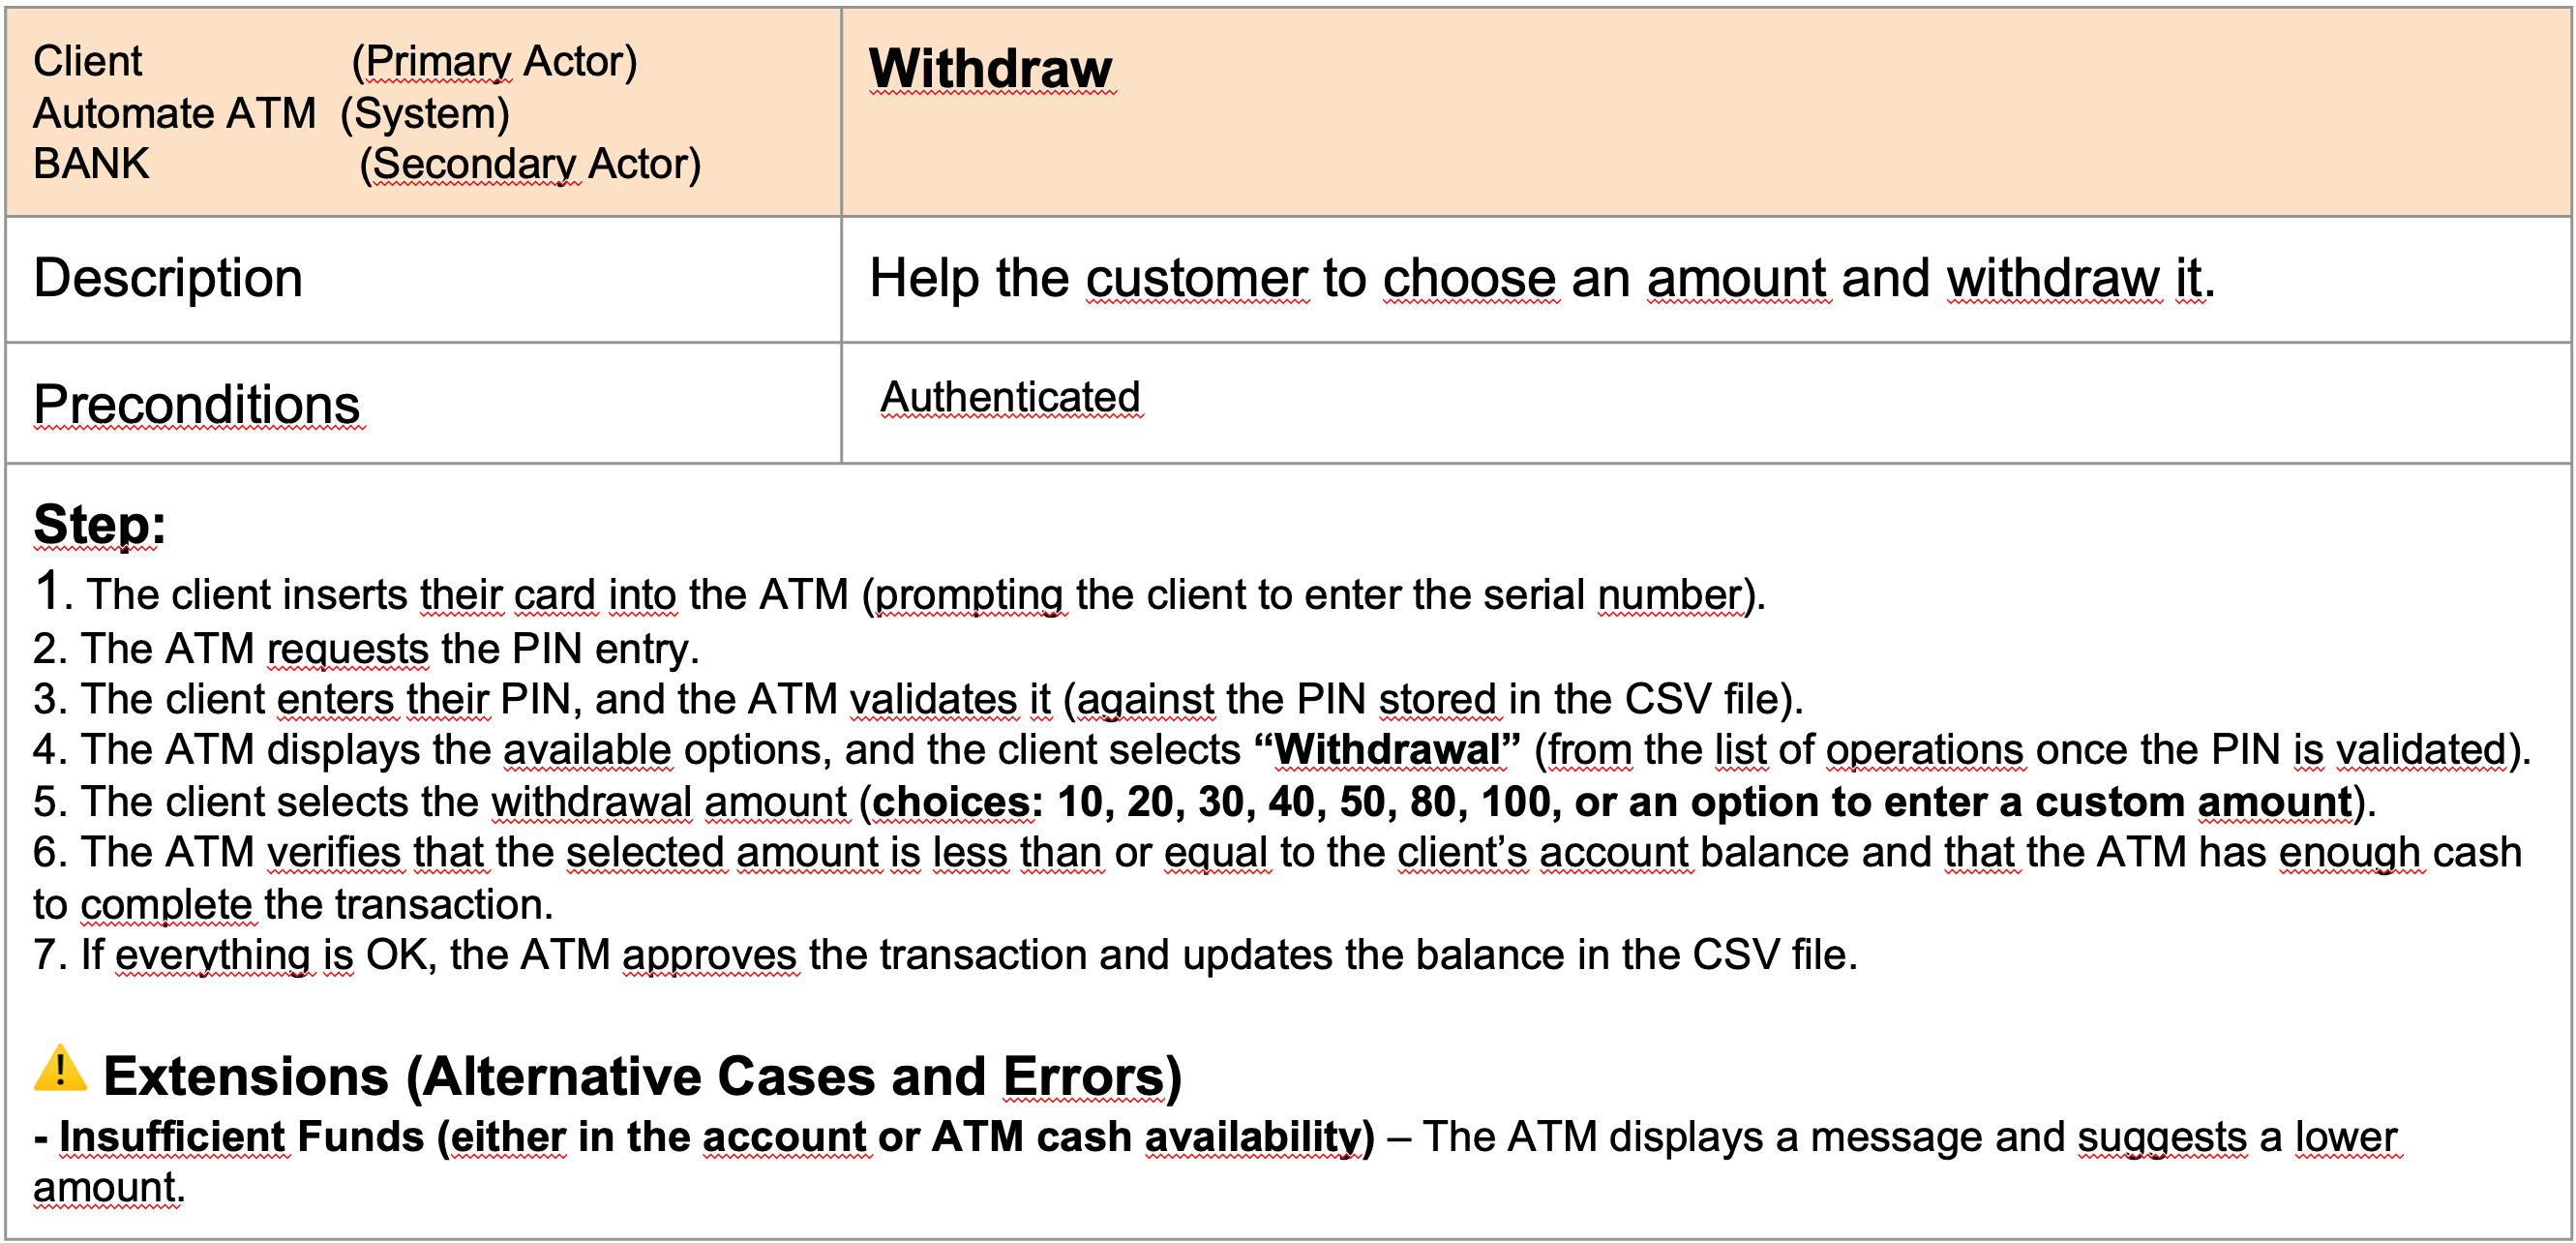 Client (Primary Actor)
Automate ATM (System)
BANK (Secondary Actor)
Withdraw
Description
Help the customer to choose an amount and withdraw it.
Preconditions
Authenticated
Step:
1. The client inserts their card into the ATM (prompting the client to enter the serial number).
2. The ATM requests the PIN entry.
3. The client enters their PIN, and the ATM validates it (against the PIN stored in the CSV file).
4. The ATM displays the available options, and the client selects “Withdrawal” (from the list of operations once the PIN is validated).
5. The client selects the withdrawal amount (choices: 10, 20, 30, 40, 50, 80, 100, or an option to enter a custom amount).
6. The ATM verifies that the selected amount is less than or equal to the client’s account balance and that the ATM has enough cash
to complete the transaction.
7. If everything is OK, the ATM approves the transaction and updates the balance in the CSV file.
⚠️ Extensions (Alternative Cases and Errors)
- Insufficient Funds (either in the account or ATM cash availability) – The ATM displays a message and suggests a lower
amount.